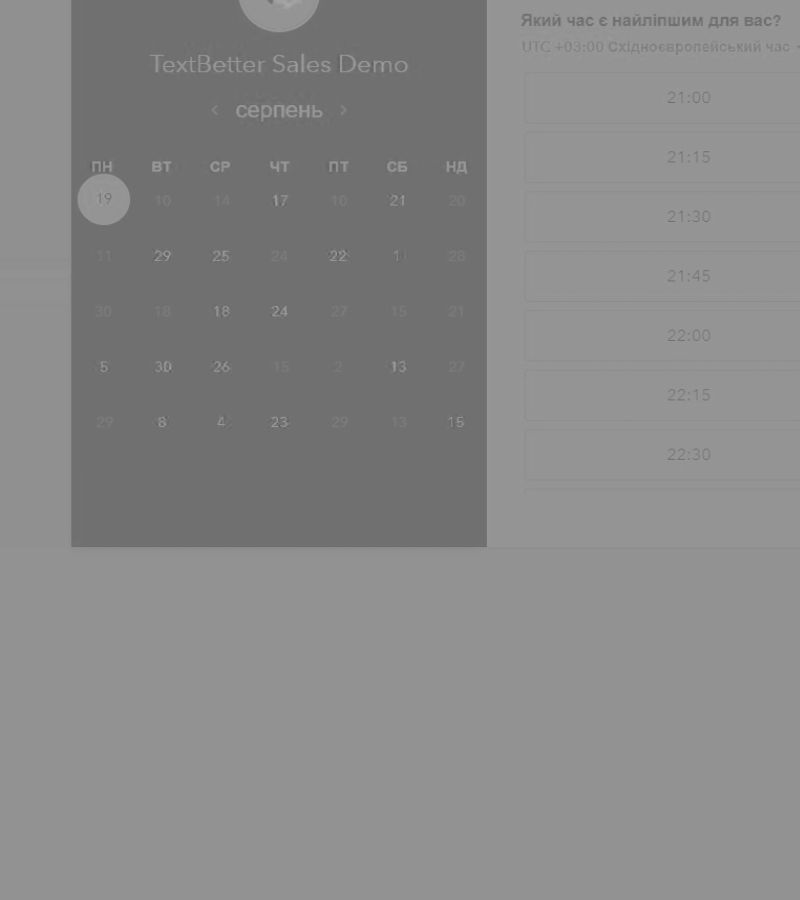 TextBetter Sales Demo
‹ серпень ›
ПН ВТ СР ЧТ ПТ СБ НД
19 10 14 17 10 21 20
11 29 25 24 22 1 28
30 18 18 24 27 15 21
5 30 26 15 2 13 27
29 8 4 23 29 13 15
Який час є найліпшим для вас?
UTC +03:00 Східноєвропейський час
21:00
21:15
21:30
21:45
22:00
22:15
22:30